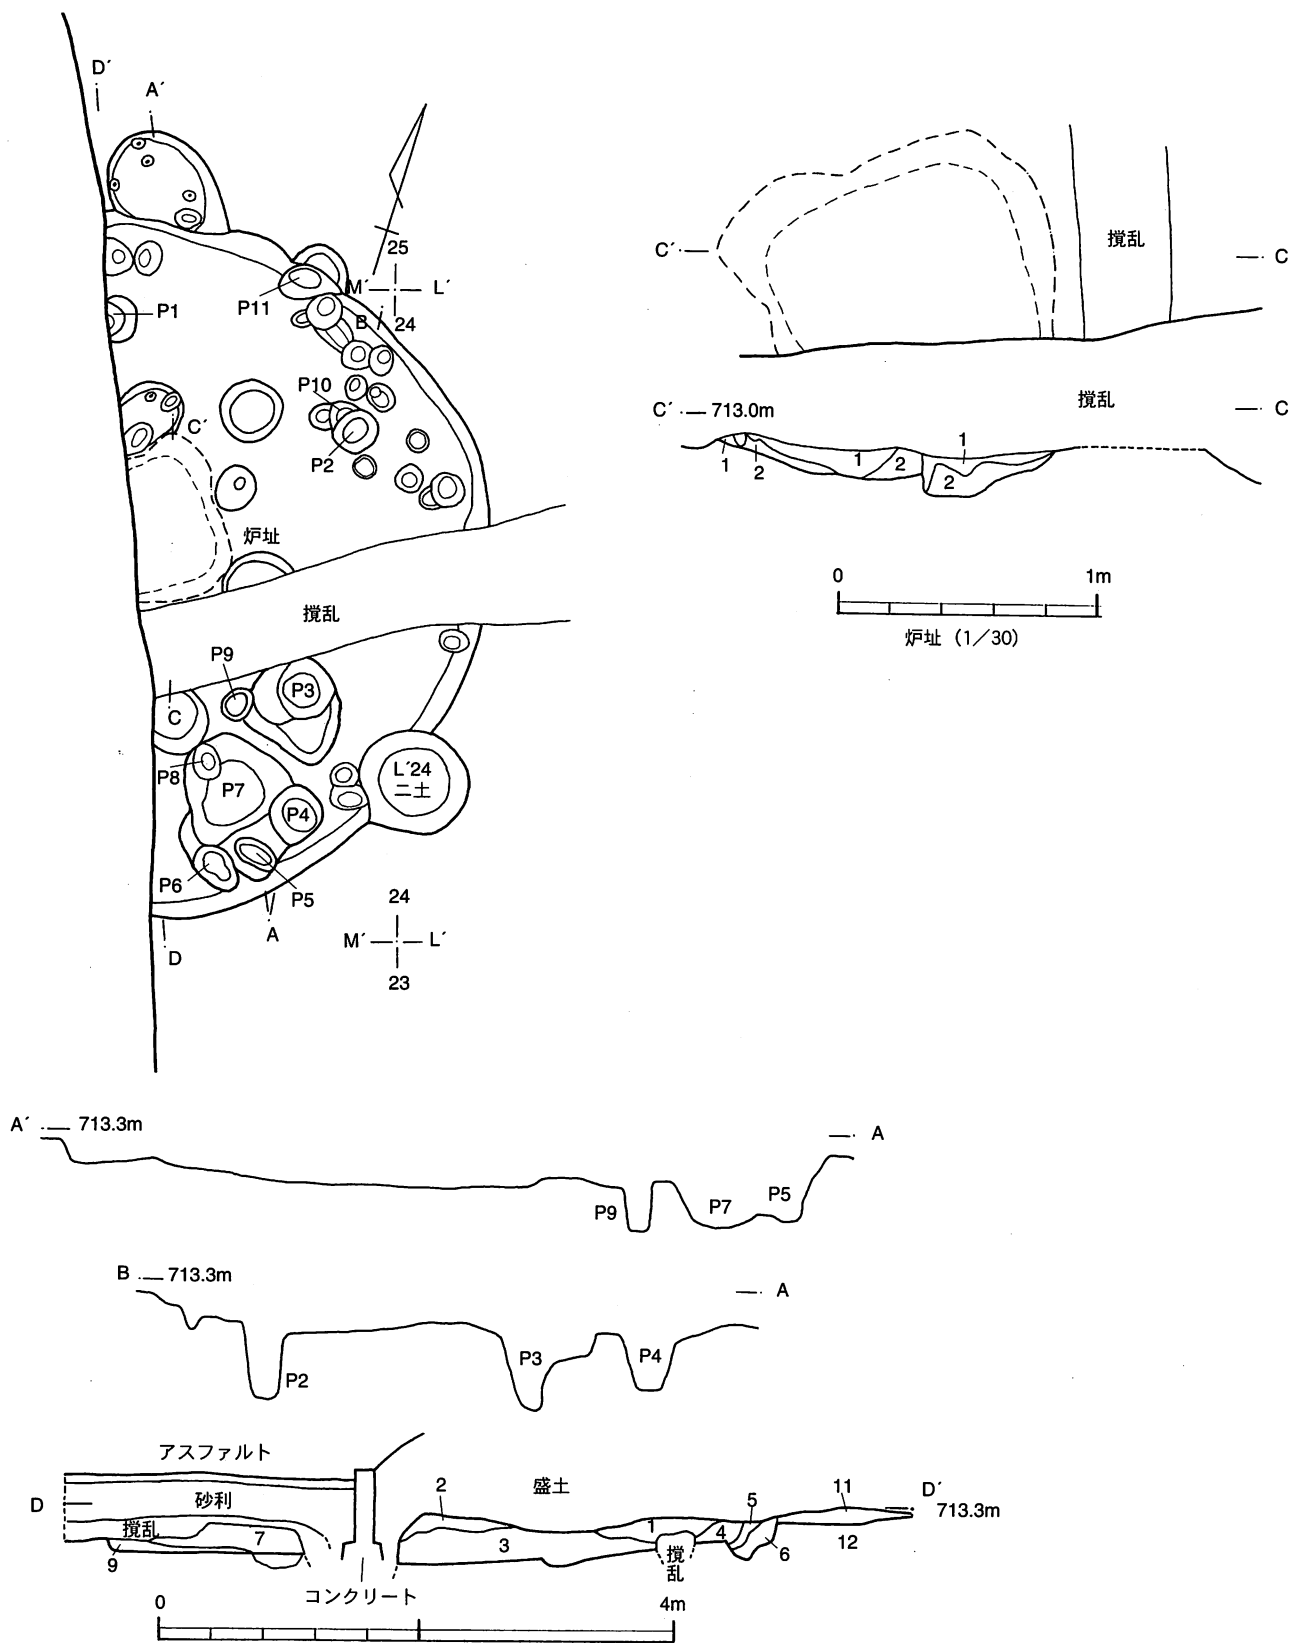 D´
A´
25
M´ L´
24
B
P11
P1
P10
C´
P2
炉址
撹乱
P9
P3
C
P8
P7
L´24
二土
P4
P6
P5
A
D
24
M´ L´
23
C´
撹乱
C
C´ 713.0m
撹乱
C
1
2
1
2
1
2
0 1m
炉址（1／30）
A´ 713.3m
A
P9
P7
P5
B 713.3m
A
P2
P3
P4
アスファルト
D
砂利
撹乱
7
9
コンクリート
2
盛土
3
1
撹乱
4
5
6
11
12
D´
713.3m
0 4m